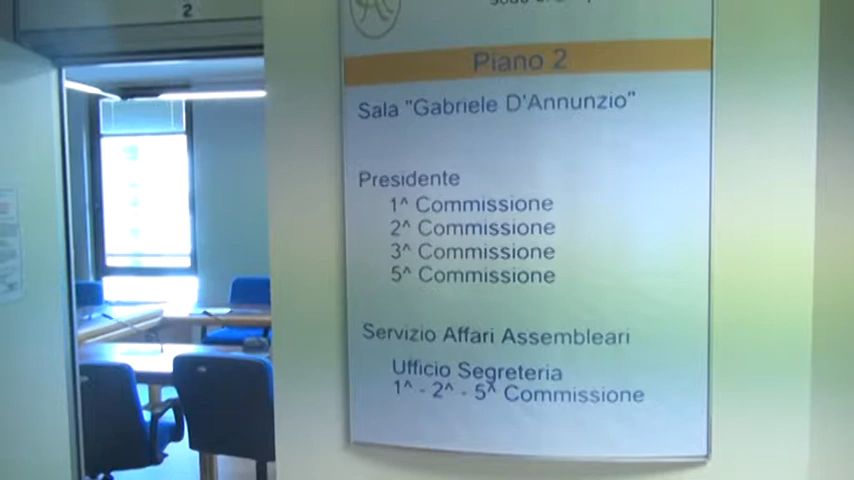 2
Piano 2
Sala "Gabriele D'Annunzio"
Presidente
1^ Commissione
2^ Commissione
3^ Commissione
5^ Commissione
Servizio Affari Assembleari
Ufficio Segreteria
1^ - 2^ - 5^ Commissione